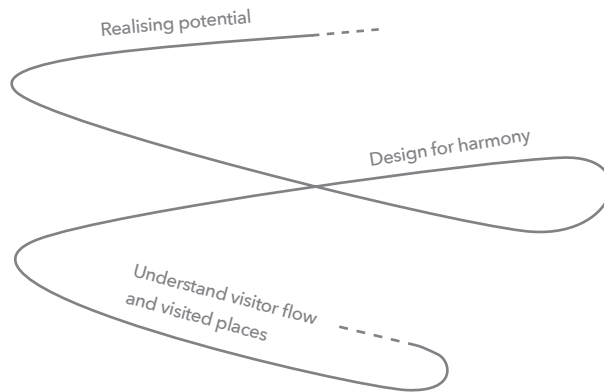 Realising potential
Design for harmony
Understand visitor flow
and visited places